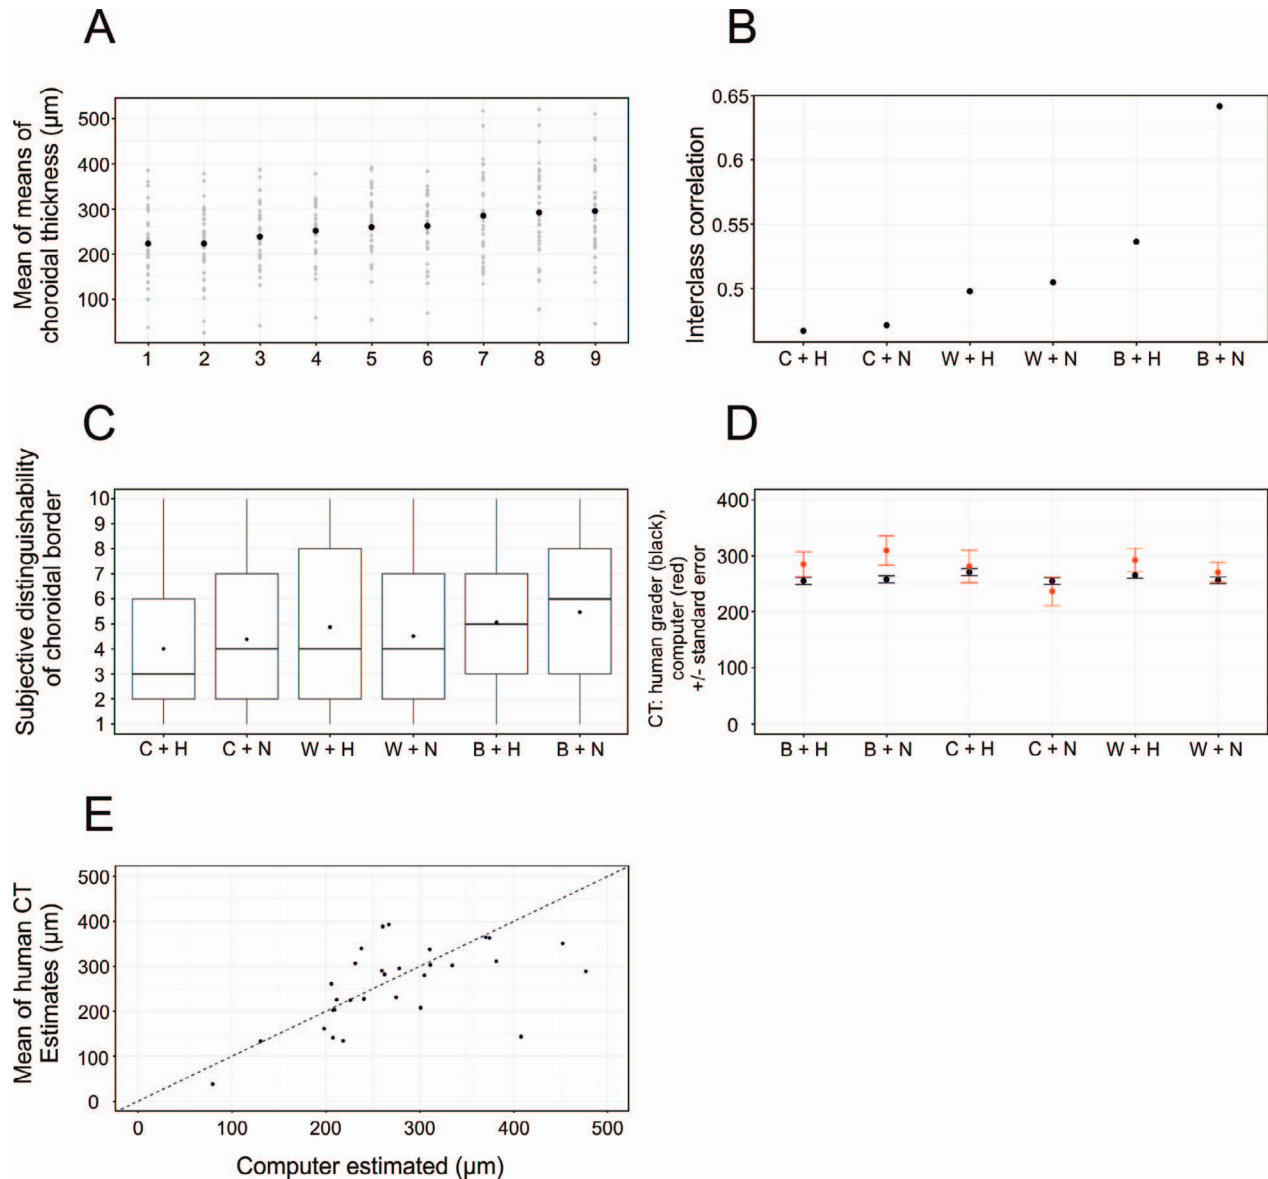 A
Mean of means of
choroidal thickness (µm)
500
400
300
200
100
1 2 3 4 5 6 7 8 9
B
Interclass correlation
0.65
0.6
0.55
0.5
C + H C + N W + H W + N B + H B + N
C
Subjective distinguishability
of choroidal border
10
9
8
7
6
5
4
3
2
1
C + H C + N W + H W + N B + H B + N
D
CT: human grader (black),
computer (red)
+/- standard error
400
300
200
100
0
B + H B + N C + H C + N W + H W + N
E
Mean of human CT
Estimates (µm)
500
400
300
200
100
0
0 100 200 300 400 500
Computer estimated (µm)